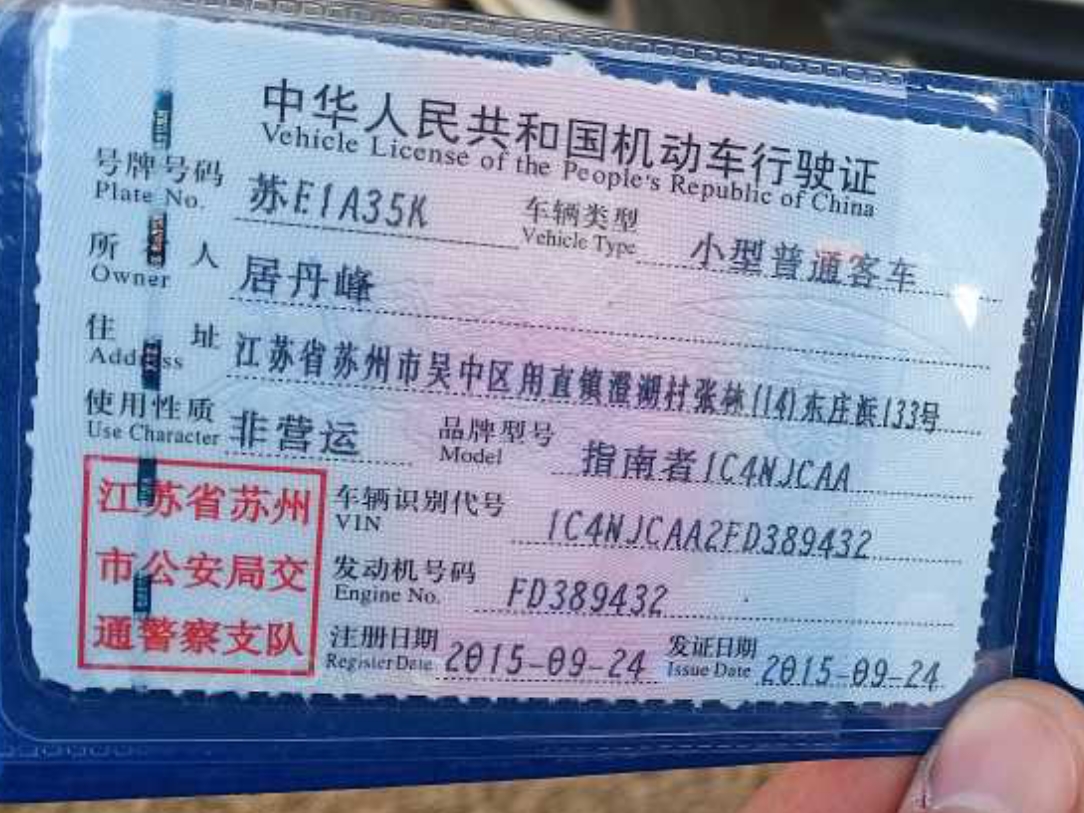 中华人民共和国机动车行驶证
Vehicle License of the People's Republic of China
号牌号码 苏E1A35K 车辆类型 小型普通客车
Plate No. Vehicle Type
所 人 居丹峰
Owner
住 址 江苏省苏州市吴中区甪直镇澄湖村张林(14)东庄浜133号
Address
使用性质 非营运 品牌型号 指南者1C4NJCAA
Use Character Model
江苏省苏州 车辆识别代号 1C4NJCAA2FD389432
VIN
市公安局交 发动机号码 FD389432
Engine No.
通警察支队 注册日期 2015-09-24 发证日期 2015-09-24
Register Date Issue Date